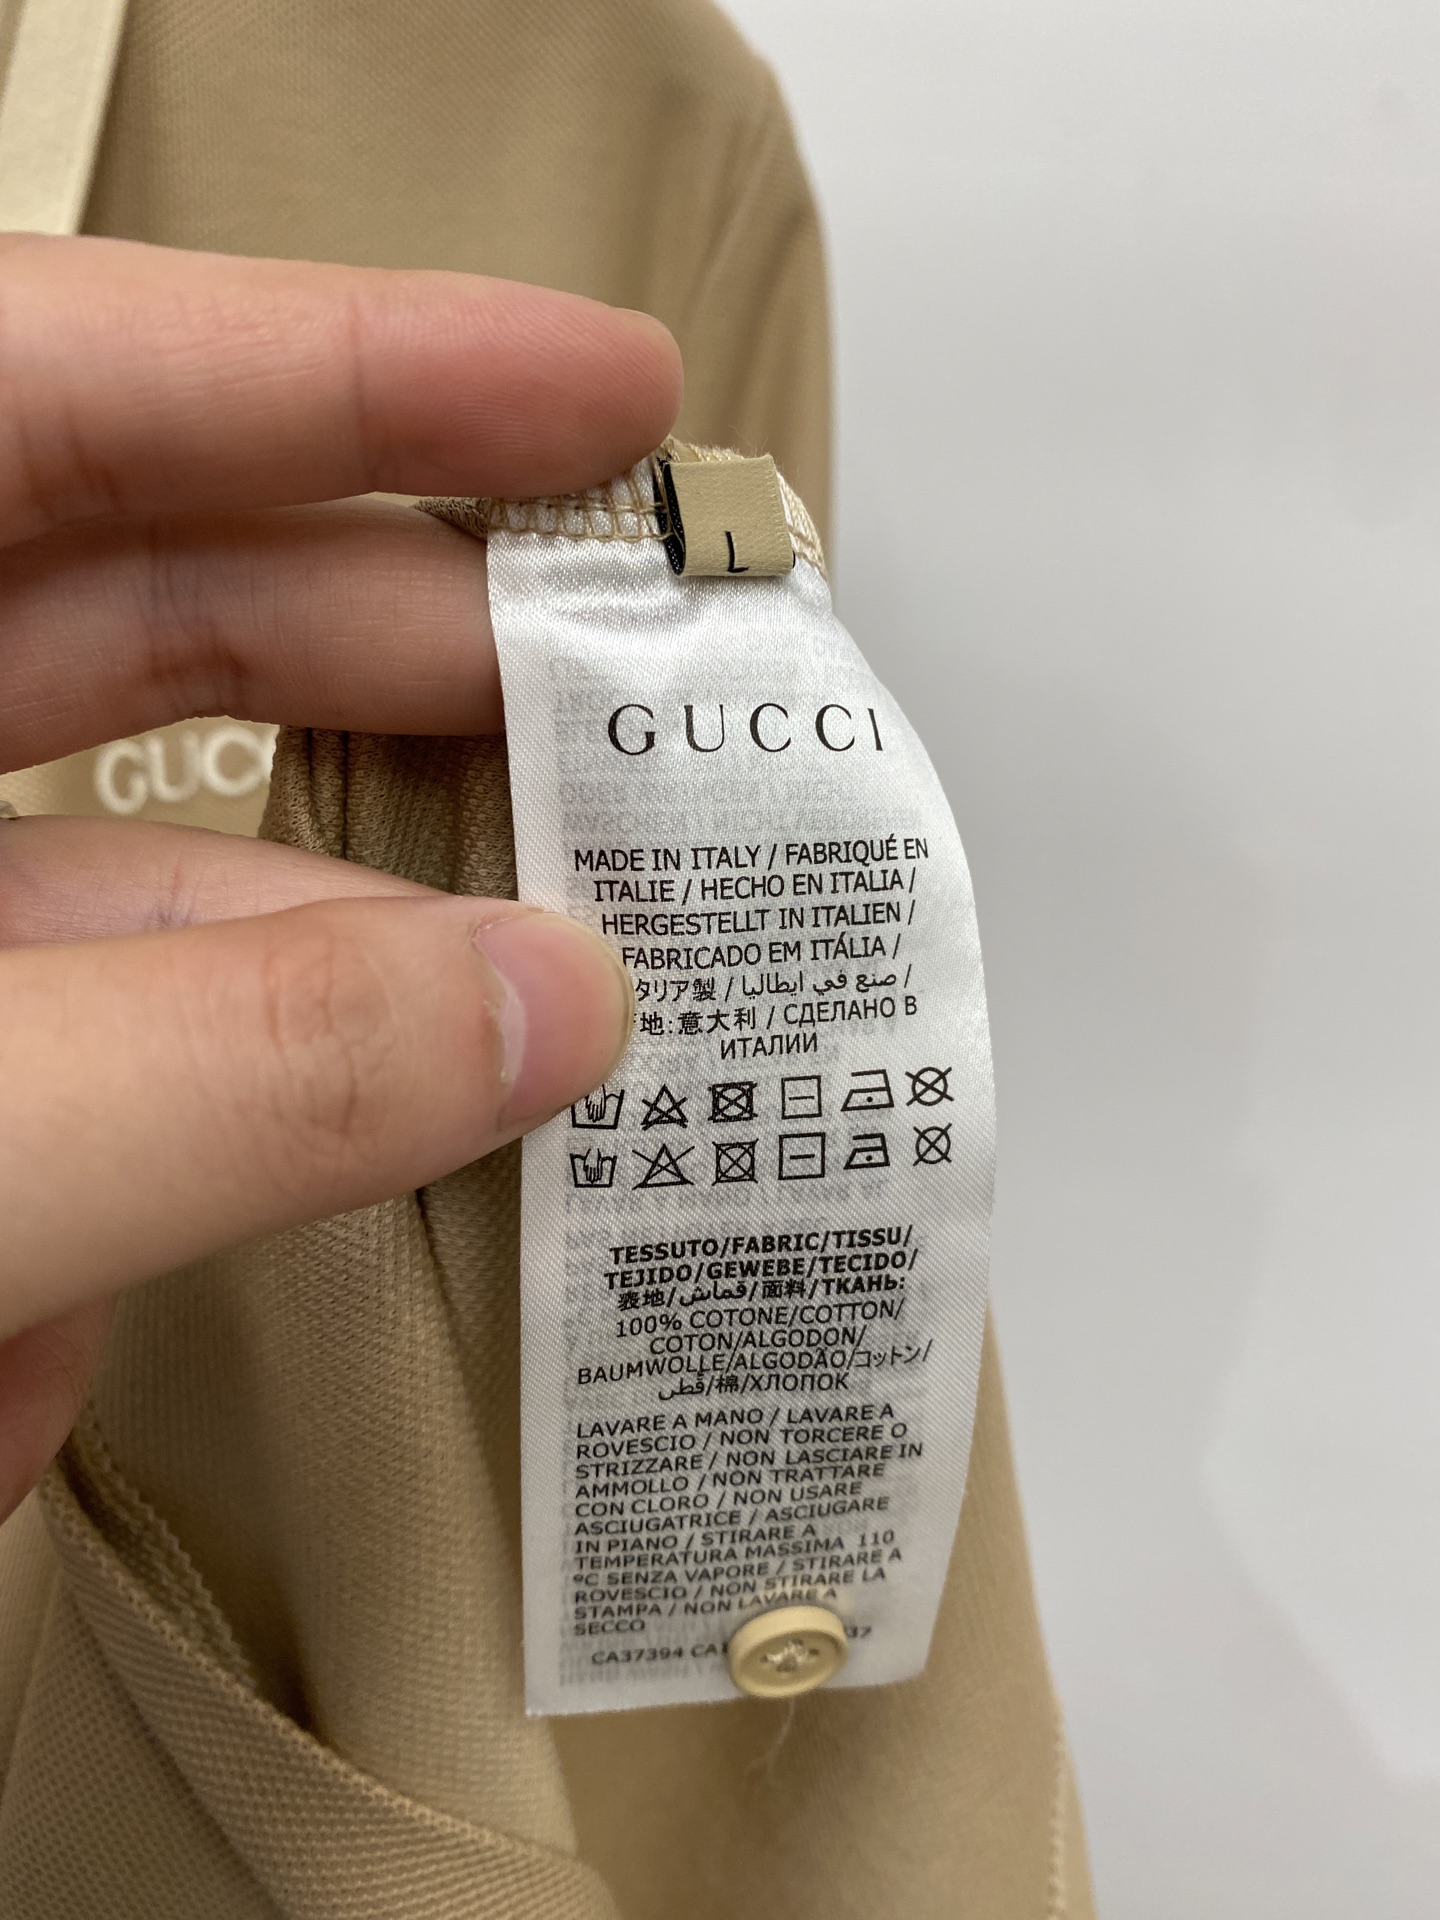 L
GUCC
GUCCI
MADE IN ITALY / FABRIQUÉ EN
ITALIE / HECHO EN ITALIA /
HERGESTELLT IN ITALIEN /
FABRICADO EM ITÁLIA /
タリア製 / صنع في ايطاليا /
地:意大利 / СДЕЛАНО В
ИТАЛИИ
TESSUTO/FABRIC/TISSU/
TEJIDO/GEWEBE/TECIDO/
表地/قماش/面料/ТКАНЬ:
100% COTONE/COTTON/
COTON/ALGODON/
BAUMWOLLE/ALGODÃO/コットン/
قطن/棉/ХЛОПОК
LAVARE A MANO / LAVARE A
ROVESCIO / NON TORCERE O
STRIZZARE / NON LASCIARE IN
AMMOLLO / NON TRATTARE
CON CLORO / NON USARE
ASCIUGATRICE / ASCIUGARE
IN PIANO / STIRARE A
TEMPERATURA MASSIMA 110
°C SENZA VAPORE / STIRARE A
ROVESCIO / NON STIRARE LA
STAMPA / NON LAVARE A
SECCO
CA37394